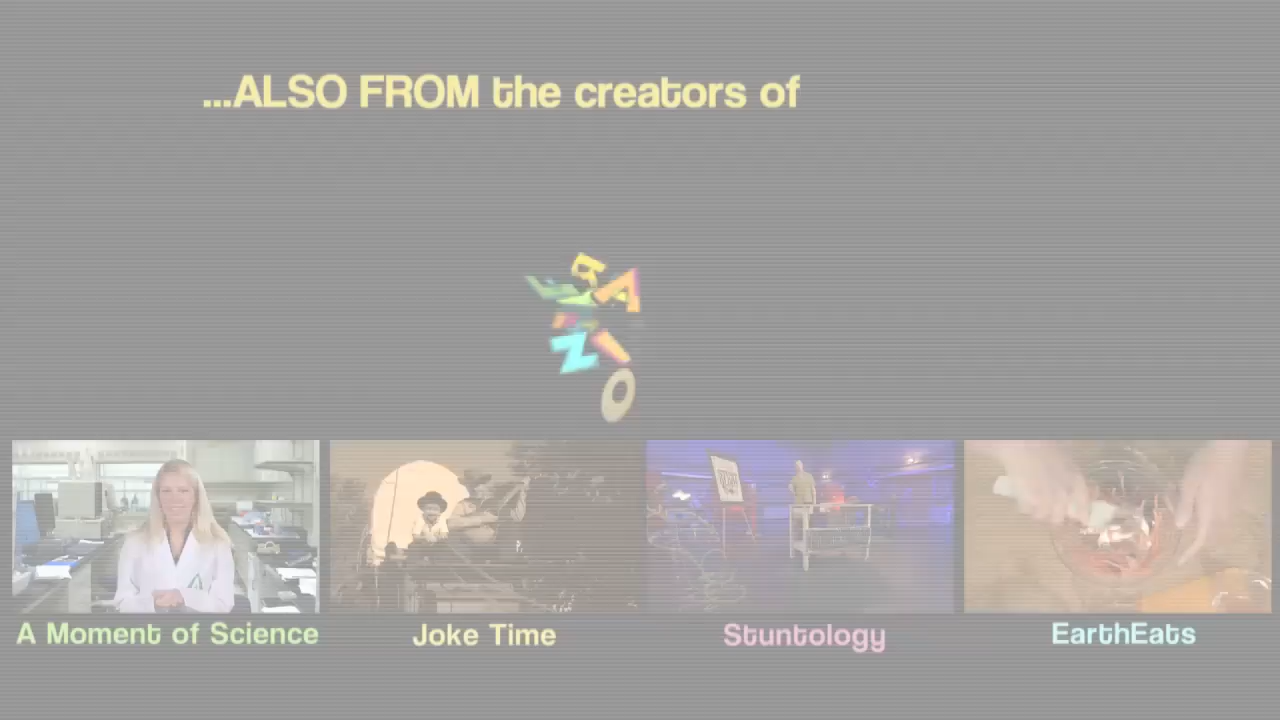 ...ALSO FROM the creators of
A Moment of Science
Joke Time
Stuntology
EarthEats